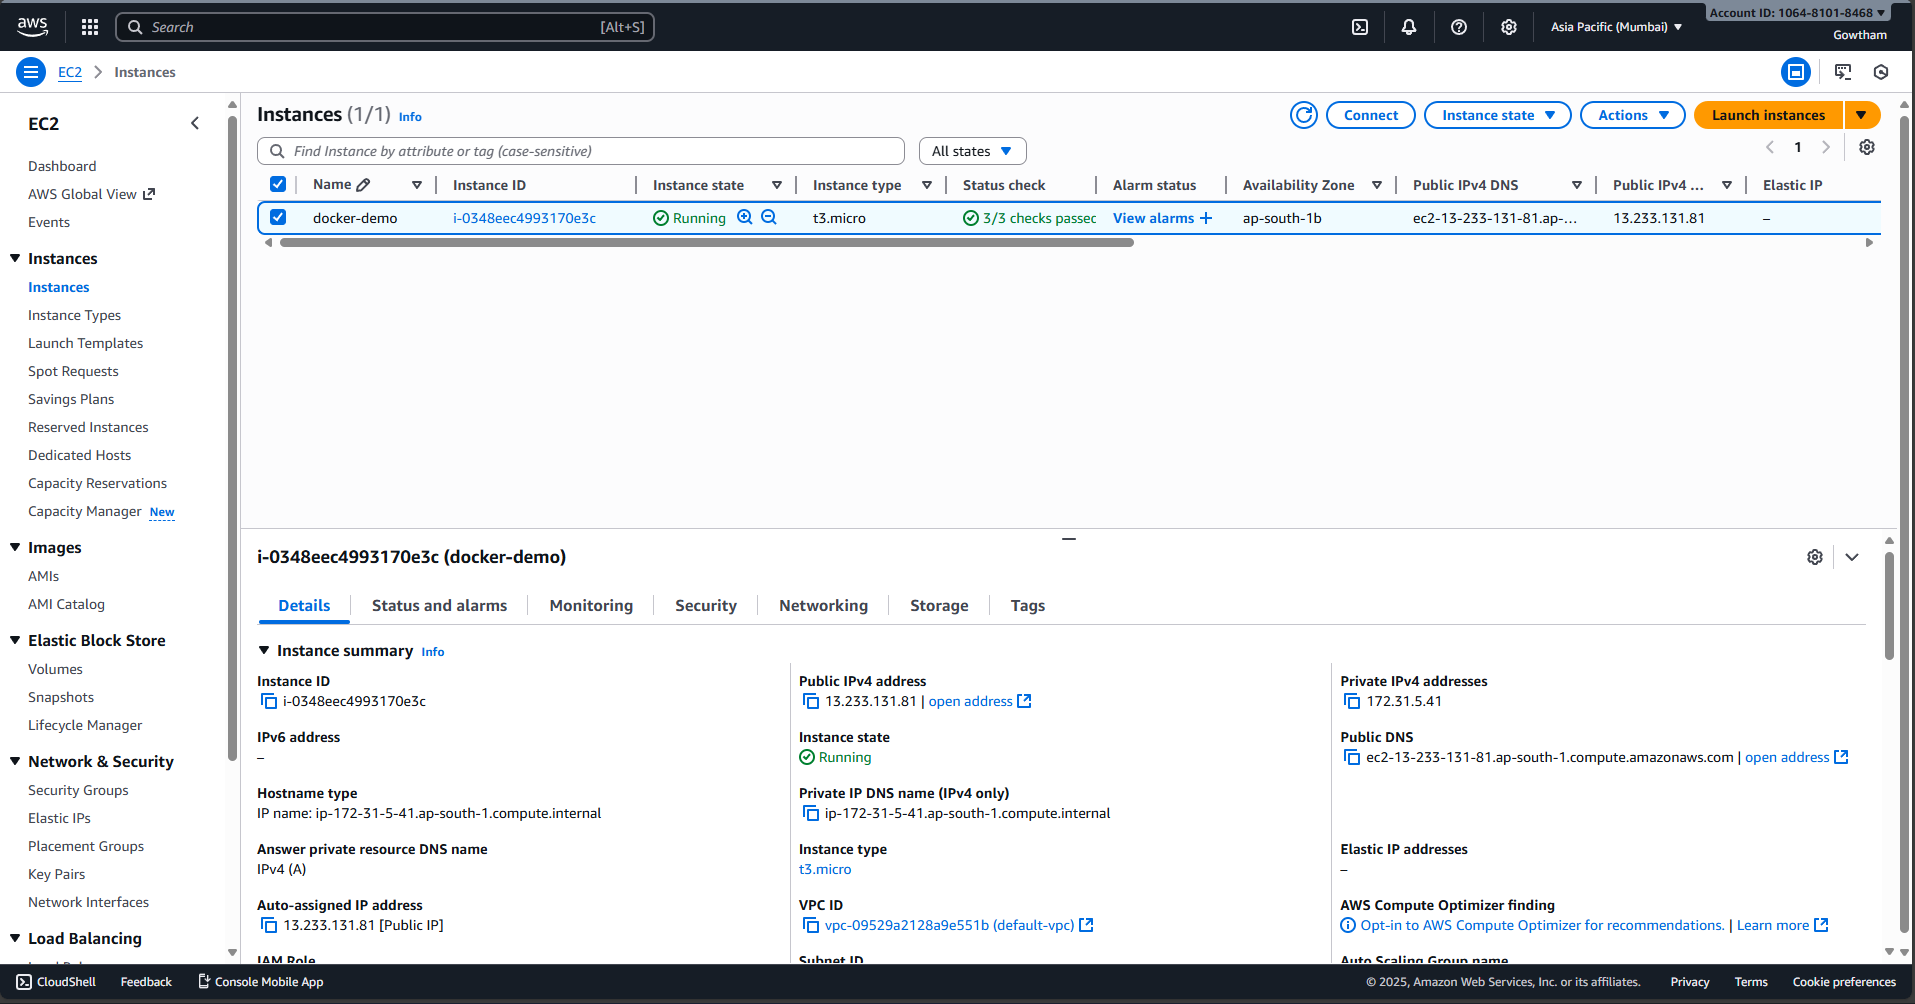 aws
Search [Alt+S]
Asia Pacific (Mumbai)
Account ID: 1064-8101-8468
Gowtham
EC2 Instances
EC2
Dashboard
AWS Global View
Events
Instances
Instances
Instance Types
Launch Templates
Spot Requests
Savings Plans
Reserved Instances
Dedicated Hosts
Capacity Reservations
Capacity Manager New
Images
AMIs
AMI Catalog
Elastic Block Store
Volumes
Snapshots
Lifecycle Manager
Network & Security
Security Groups
Elastic IPs
Placement Groups
Key Pairs
Network Interfaces
Load Balancing
Instances (1/1) Info
Connect Instance state Actions Launch instances
Find Instance by attribute or tag (case-sensitive) All states 1
Name Instance ID Instance state Instance type Status check Alarm status Availability Zone Public IPv4 DNS Public IPv4 ... Elastic IP
docker-demo i-0348eec4993170e3c Running t3.micro 3/3 checks passec View alarms + ap-south-1b ec2-13-233-131-81.ap-... 13.233.131.81 –
i-0348eec4993170e3c (docker-demo)
Details Status and alarms Monitoring Security Networking Storage Tags
Instance summary Info
Instance ID
i-0348eec4993170e3c
Public IPv4 address
13.233.131.81 | open address
Private IPv4 addresses
172.31.5.41
IPv6 address
–
Instance state
Running
Public DNS
ec2-13-233-131-81.ap-south-1.compute.amazonaws.com | open address
Hostname type
IP name: ip-172-31-5-41.ap-south-1.compute.internal
Private IP DNS name (IPv4 only)
ip-172-31-5-41.ap-south-1.compute.internal
Answer private resource DNS name
IPv4 (A)
Instance type
t3.micro
Elastic IP addresses
–
Auto-assigned IP address
13.233.131.81 [Public IP]
VPC ID
vpc-09529a2128a9e551b (default-vpc)
AWS Compute Optimizer finding
Opt-in to AWS Compute Optimizer for recommendations. | Learn more
IAM Role
Subnet ID
Auto Scaling Group name
CloudShell Feedback Console Mobile App
© 2025, Amazon Web Services, Inc. or its affiliates. Privacy Terms Cookie preferences